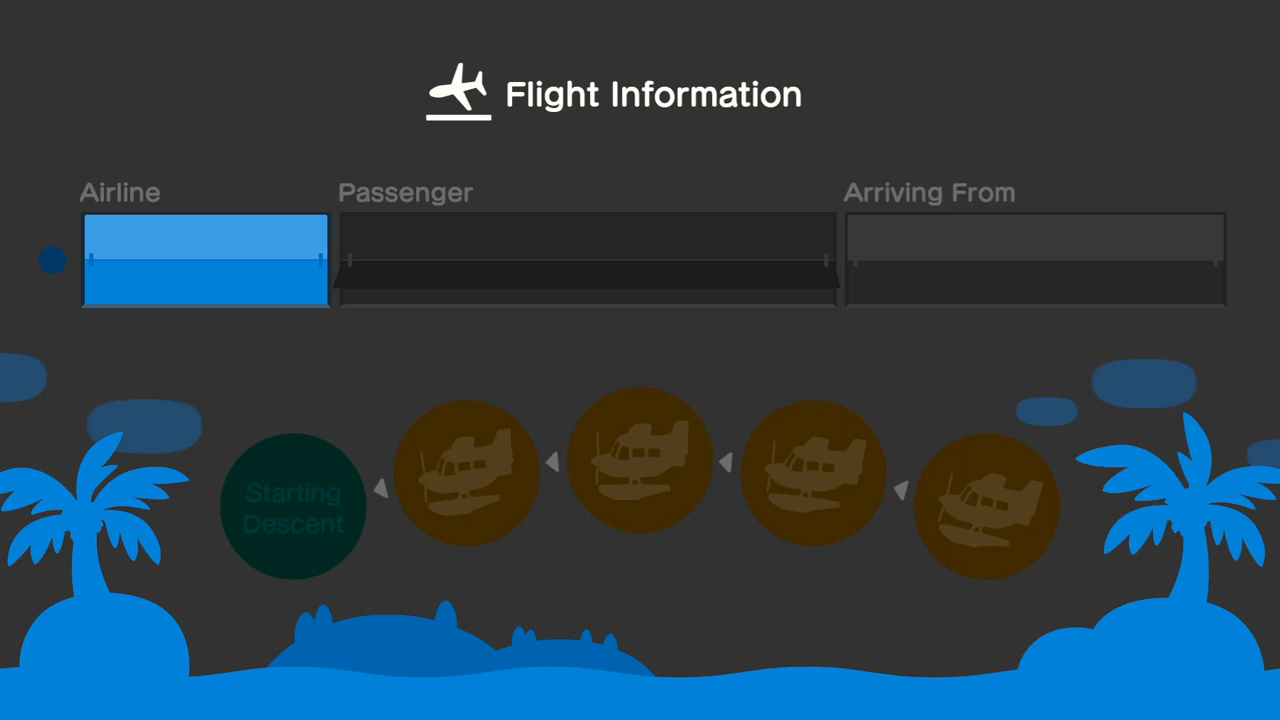 Flight Information
Airline
Passenger
Arriving From
Starting
Descent